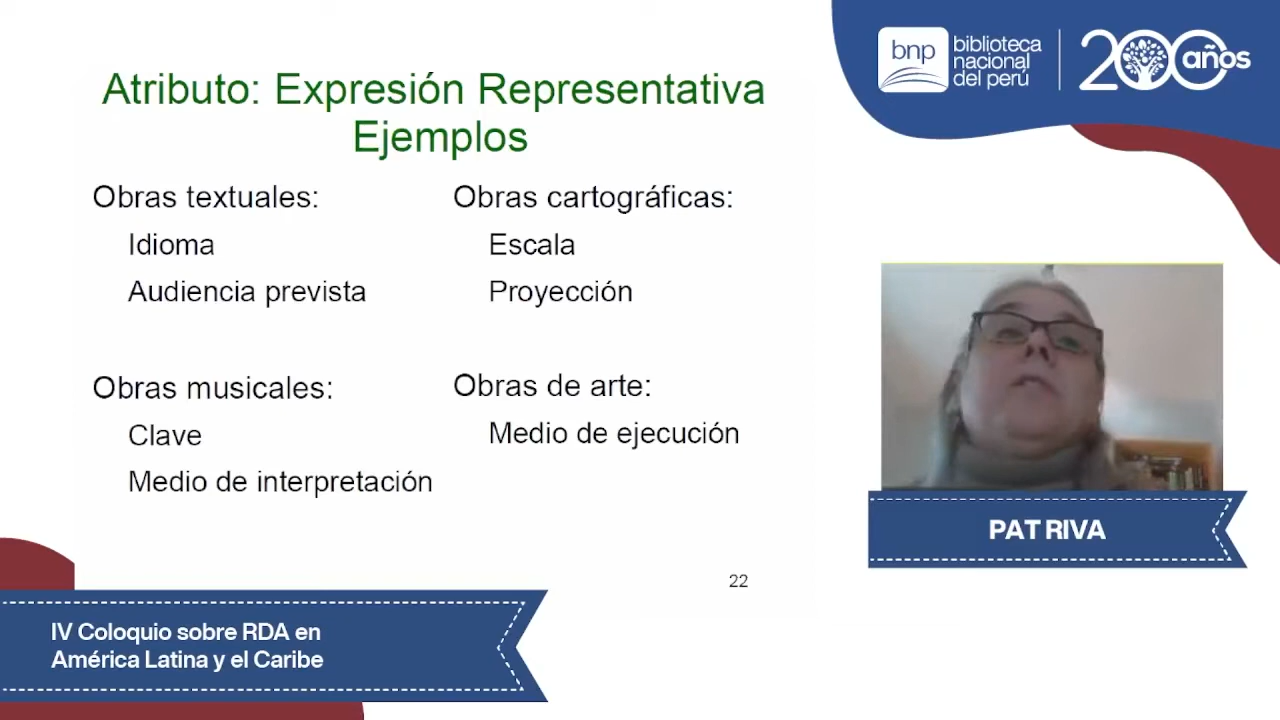 Atributo: Expresión Representativa
Ejemplos
Obras textuales:
Idioma
Audiencia prevista
Obras musicales:
Clave
Medio de interpretación
Obras cartográficas:
Escala
Proyección
Obras de arte:
Medio de ejecución
22
bnp
biblioteca
nacional
del perú
200 años
PAT RIVA
IV Coloquio sobre RDA en
América Latina y el Caribe